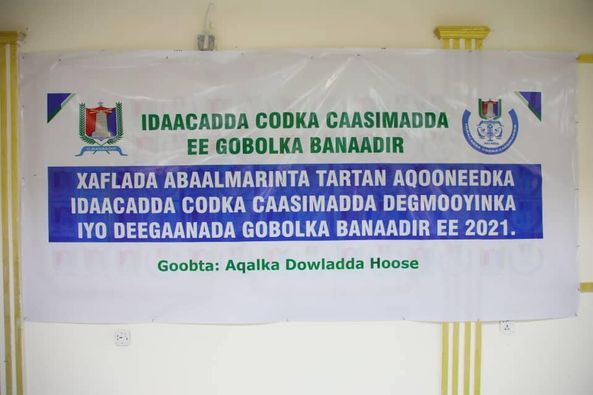 IDAACADDA CODKA CAASIMADDA
EE GOBOLKA BANAADIR
XAFLADA ABAALMARINTA TARTAN AQOONEEDKA
IDAACADDA CODKA CAASIMADDA DEGMOOYINKA
IYO DEEGAANADA GOBOLKA BANAADIR EE 2021.
Goobta: Aqalka Dowladda Hoose